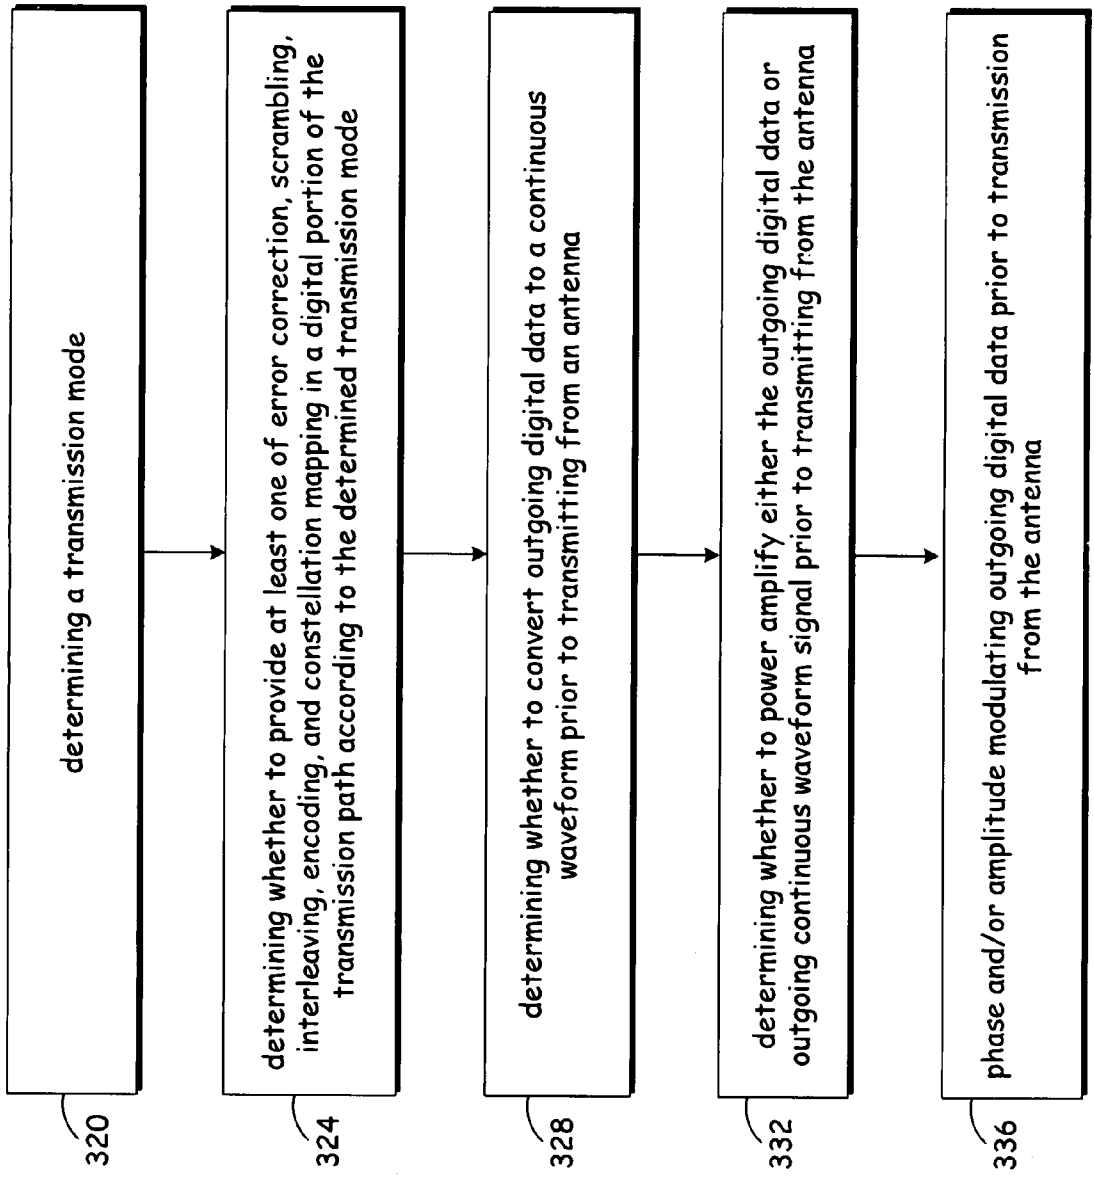 320
determining a transmission mode
324
determining whether to provide at least one of error correction, scrambling,
interleaving, encoding, and constellation mapping in a digital portion of the
transmission path according to the determined transmission mode
328
determining whether to convert outgoing digital data to a continuous
waveform prior to transmitting from an antenna
332
determining whether to power amplify either the outgoing digital data or
outgoing continuous waveform signal prior to transmitting from the antenna
336
phase and/or amplitude modulating outgoing digital data prior to transmission
from the antenna